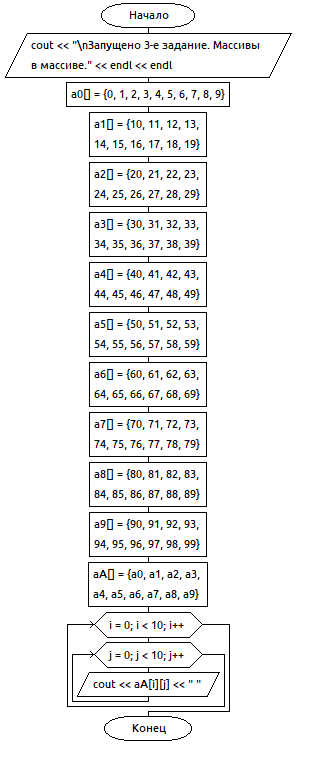 Начало
cout << "\nЗапущено 3-е задание. Массивы
в массиве." << endl << endl
a0[] = {0, 1, 2, 3, 4, 5, 6, 7, 8, 9}
a1[] = {10, 11, 12, 13,
14, 15, 16, 17, 18, 19}
a2[] = {20, 21, 22, 23,
24, 25, 26, 27, 28, 29}
a3[] = {30, 31, 32, 33,
34, 35, 36, 37, 38, 39}
a4[] = {40, 41, 42, 43,
44, 45, 46, 47, 48, 49}
a5[] = {50, 51, 52, 53,
54, 55, 56, 57, 58, 59}
a6[] = {60, 61, 62, 63,
64, 65, 66, 67, 68, 69}
a7[] = {70, 71, 72, 73,
74, 75, 76, 77, 78, 79}
a8[] = {80, 81, 82, 83,
84, 85, 86, 87, 88, 89}
a9[] = {90, 91, 92, 93,
94, 95, 96, 97, 98, 99}
aA[] = {a0, a1, a2, a3,
a4, a5, a6, a7, a8, a9}
i = 0; i < 10; i++
j = 0; j < 10; j++
cout << aA[i][j] << " "
Конец